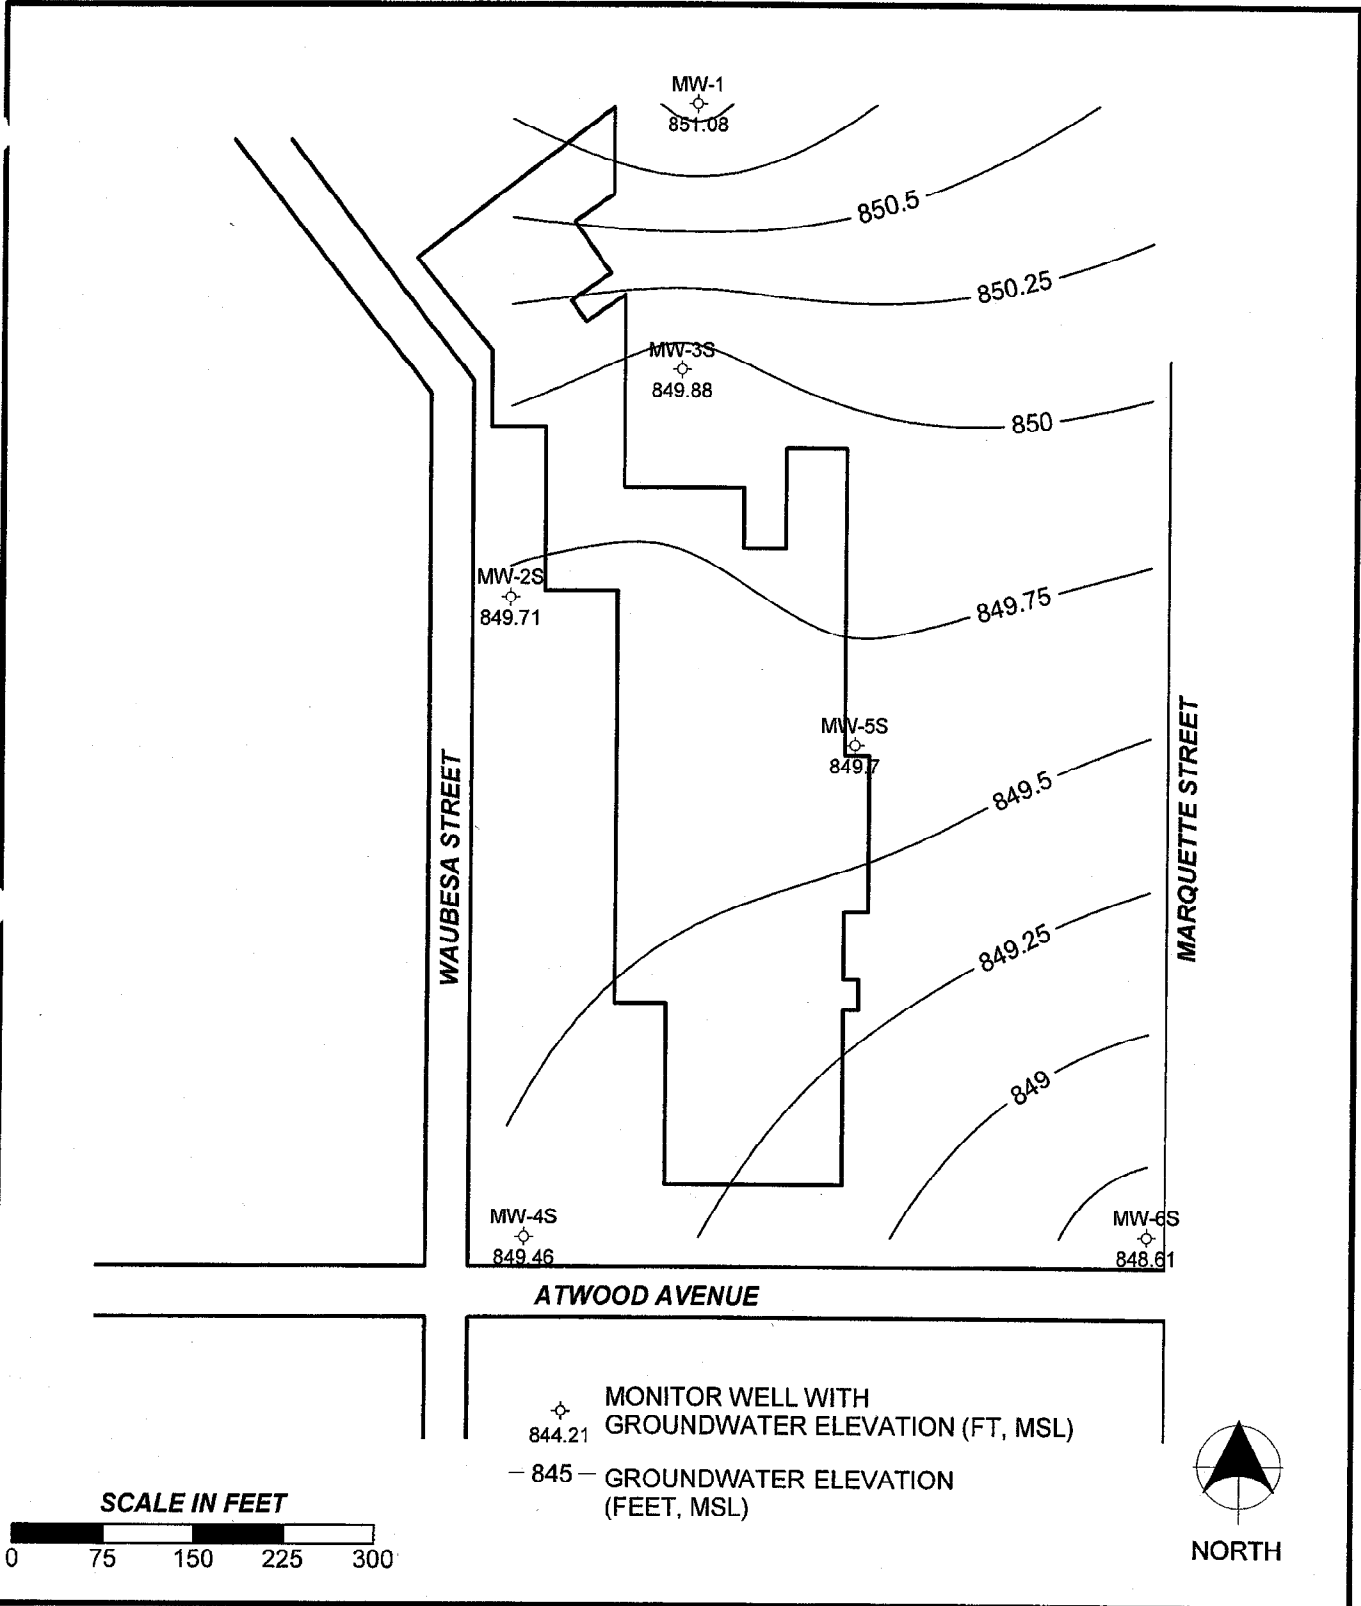 MW-1
851.08
850.5
850.25
MW-3S
849.88
850
MW-2S
849.71
849.75
MW-5S
849.7
849.5
WAUBESA STREET
MARQUETTE STREET
849.25
849
MW-4S
849.46
MW-6S
848.61
ATWOOD AVENUE
844.21
MONITOR WELL WITH
GROUNDWATER ELEVATION (FT, MSL)
845
GROUNDWATER ELEVATION
(FEET, MSL)
SCALE IN FEET
0 75 150 225 300
NORTH